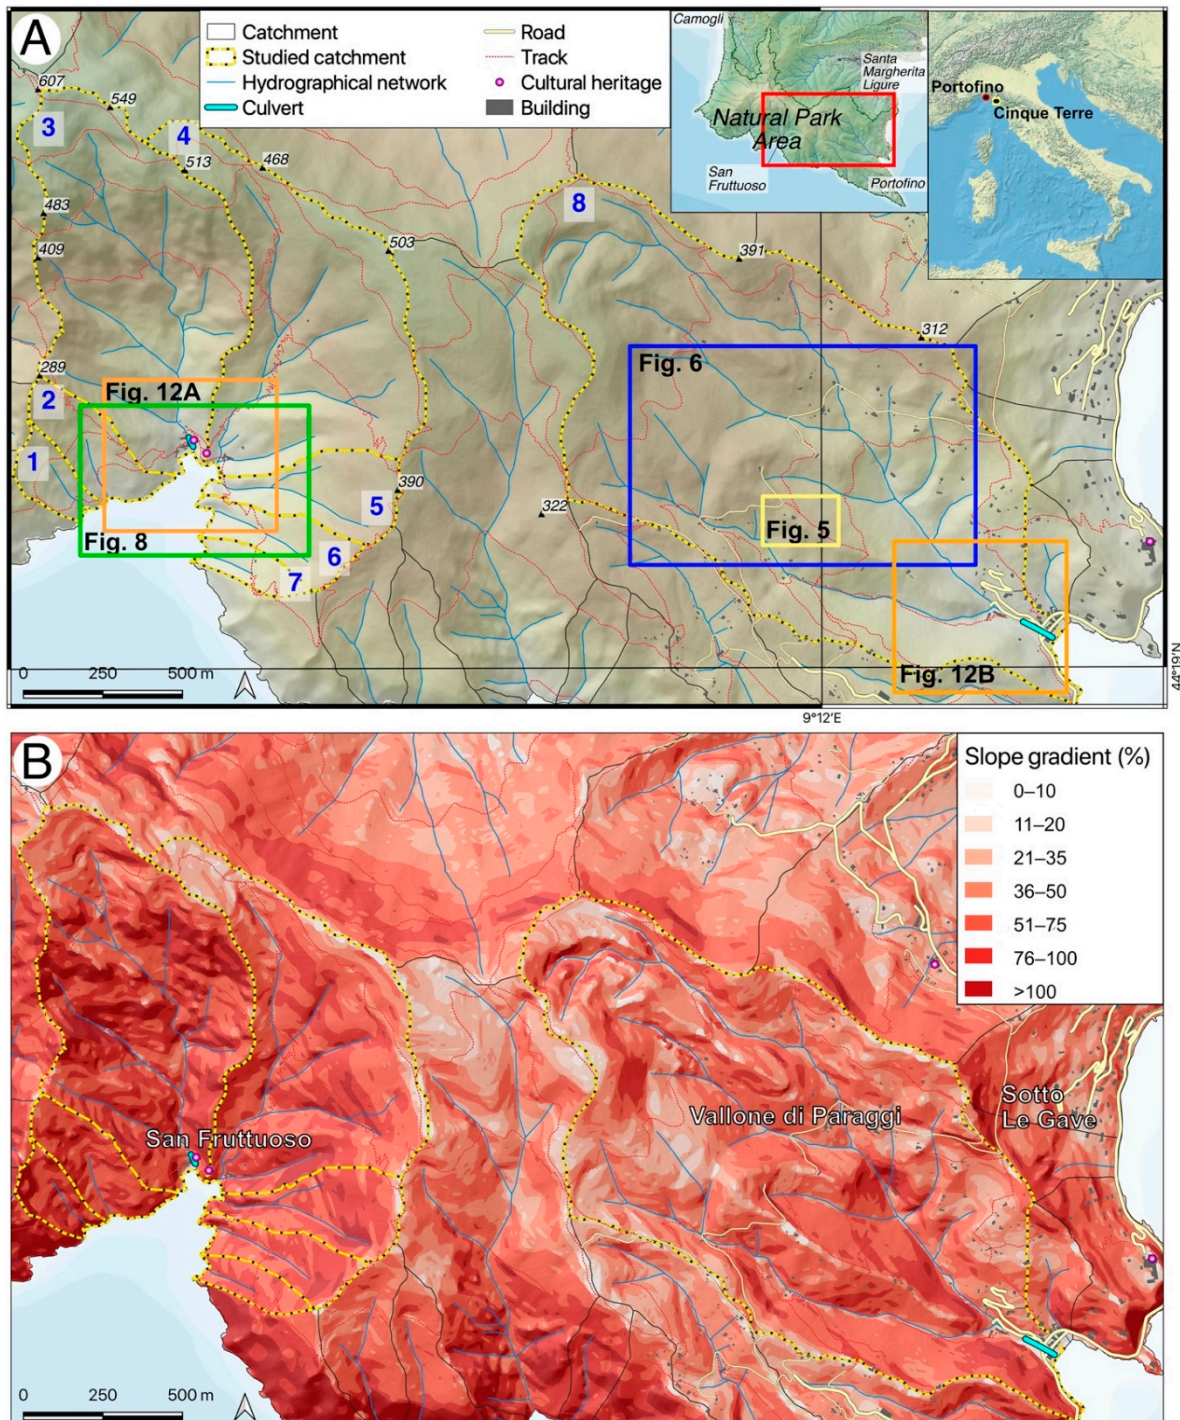 A
Catchment
Studied catchment
Hydrographical network
Culvert
Road
Track
Cultural heritage
Building
Camogli
Santa
Margherita
Ligure
Natural Park
Area
San
Fruttuoso
Portofino
Portofino
Cinque Terre
607
549
3
4
513
468
8
483
503
409
391
312
289
Fig. 6
2
Fig. 12A
1
390
5
322
Fig. 5
Fig. 8
6
7
Fig. 12B
0
250
500 m
44°19'N
9°12'E
B
Slope gradient (%)
0–10
11–20
21–35
36–50
51–75
76–100
>100
San Fruttuoso
Vallone di Paraggi
Sotto
Le Gave
0
250
500 m